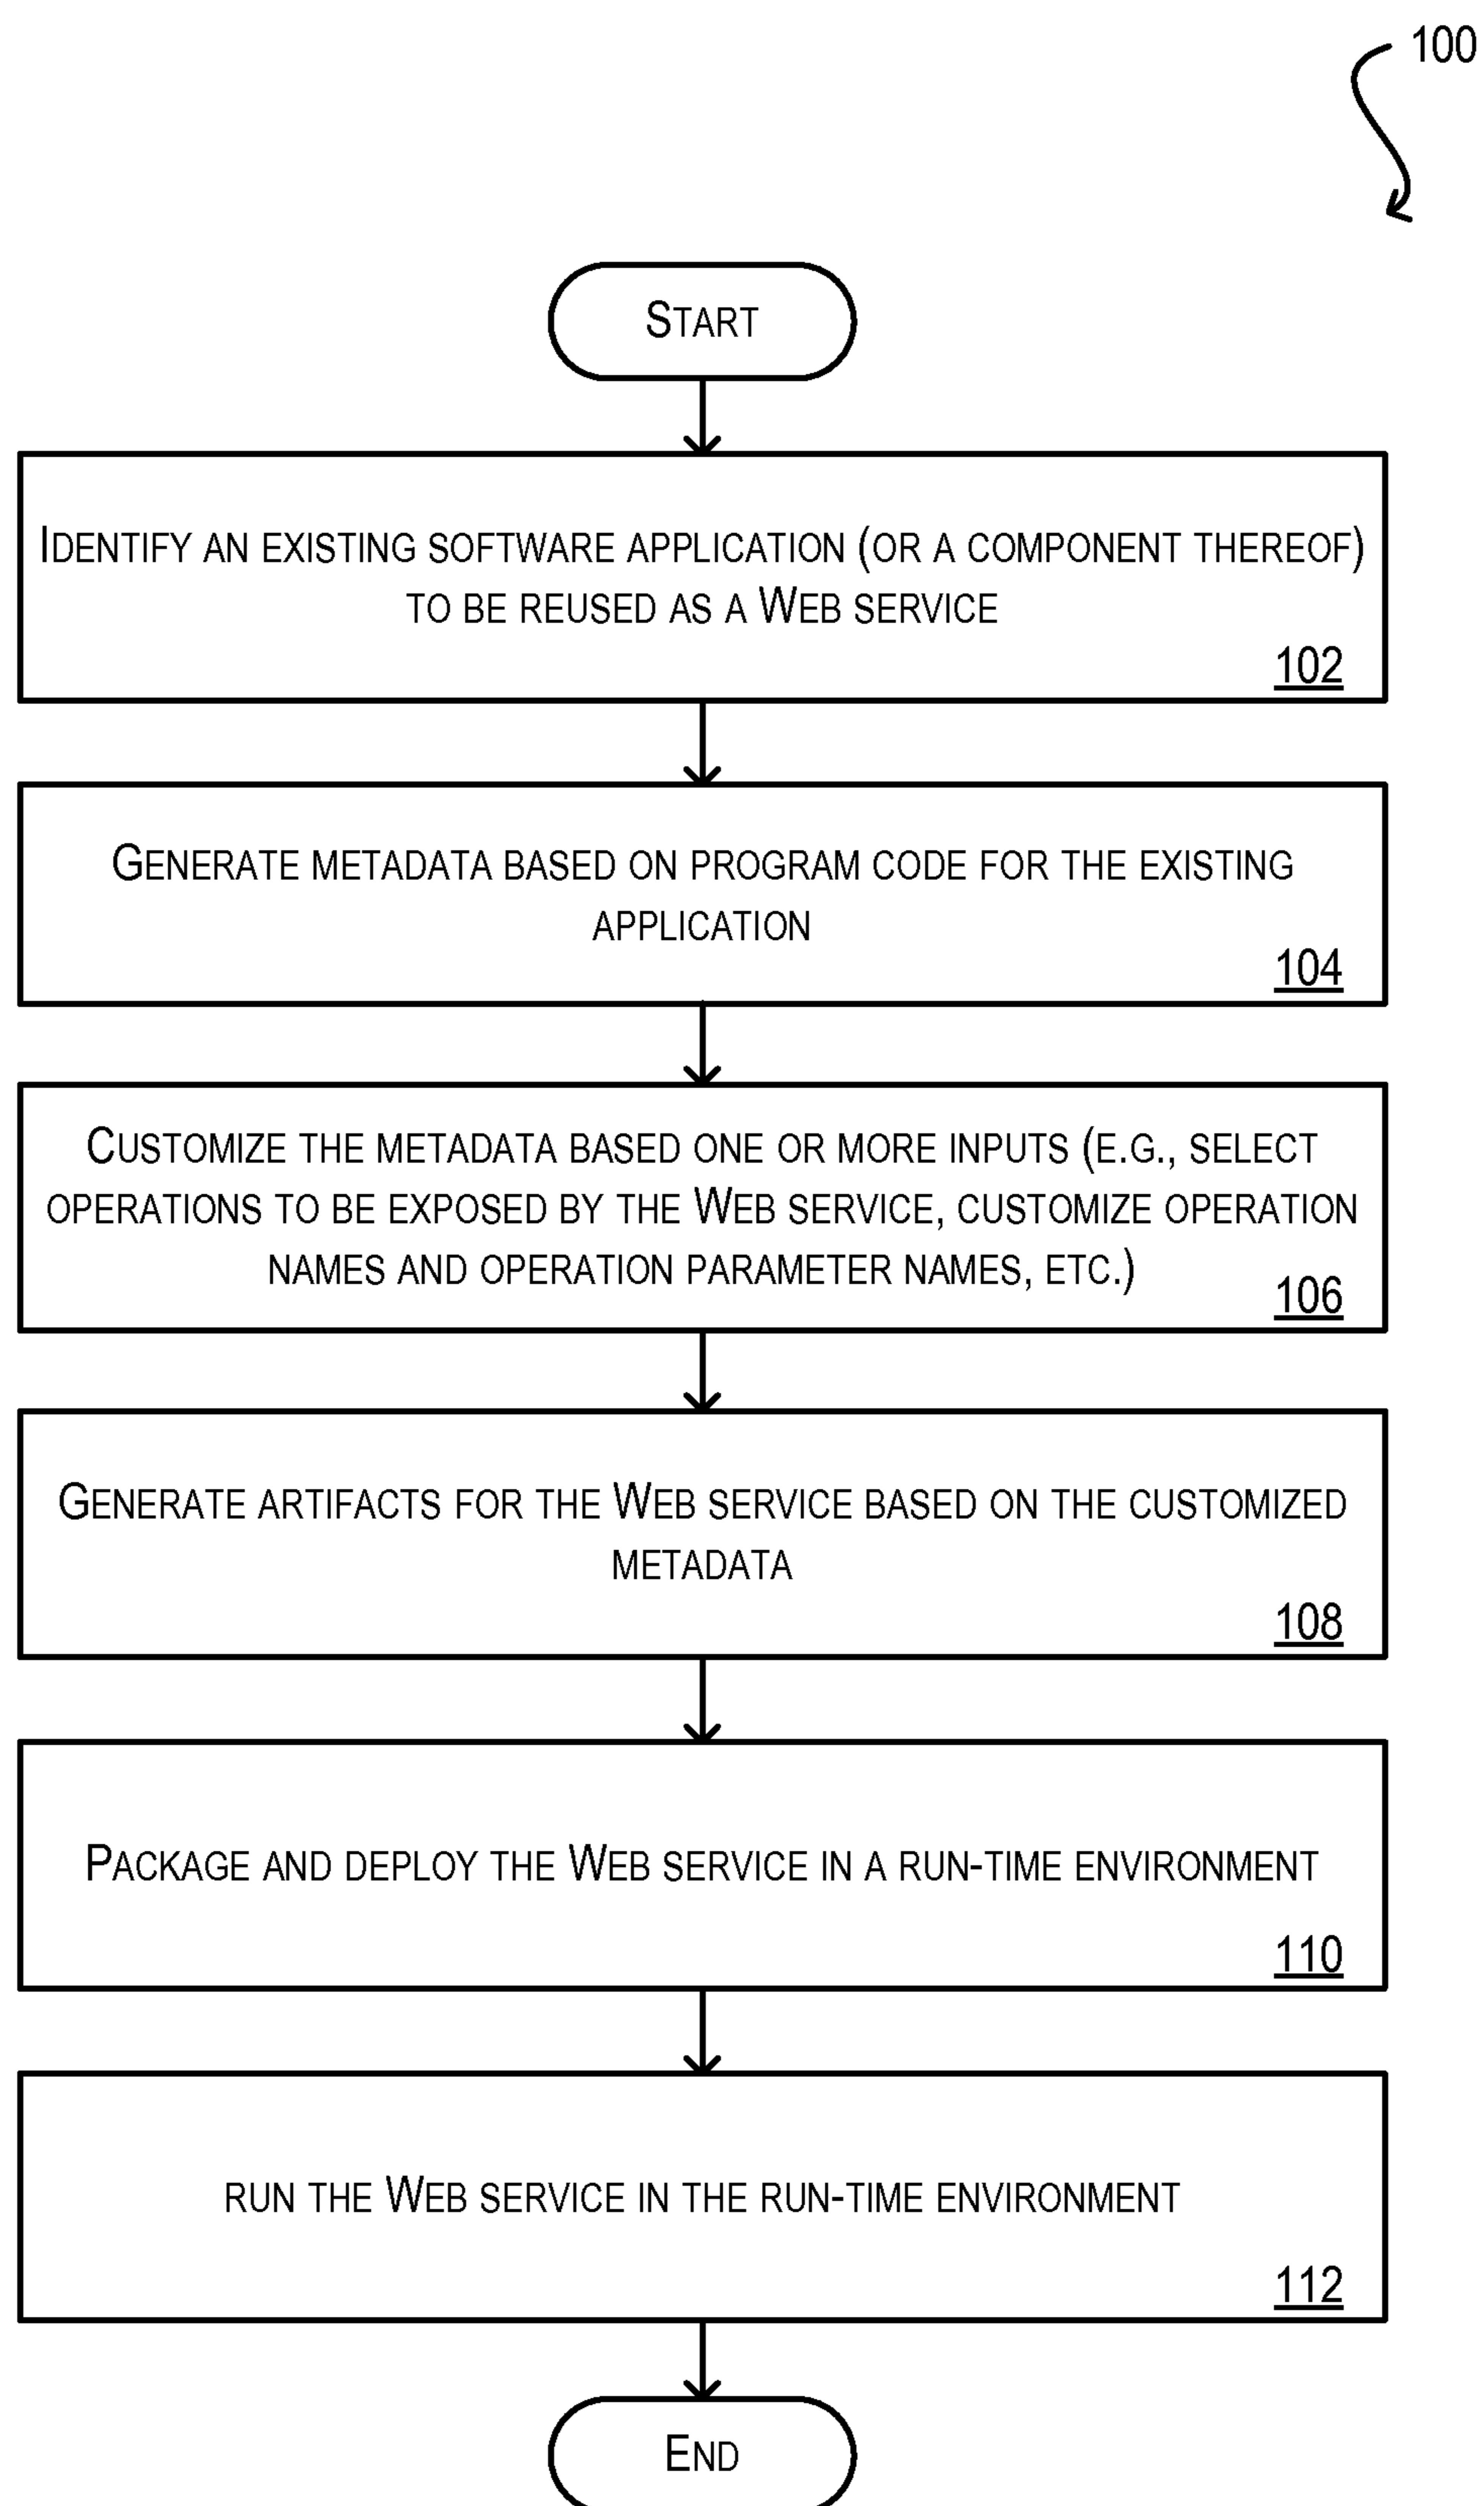 100
Start
Identify an existing software application (or a component thereof)
to be reused as a Web service
102
Generate metadata based on program code for the existing
application
104
Customize the metadata based one or more inputs (e.g., select
operations to be exposed by the Web service, customize operation
names and operation parameter names, etc.)
106
Generate artifacts for the Web service based on the customized
metadata
108
Package and deploy the Web service in a run-time environment
110
run the Web service in the run-time environment
112
End